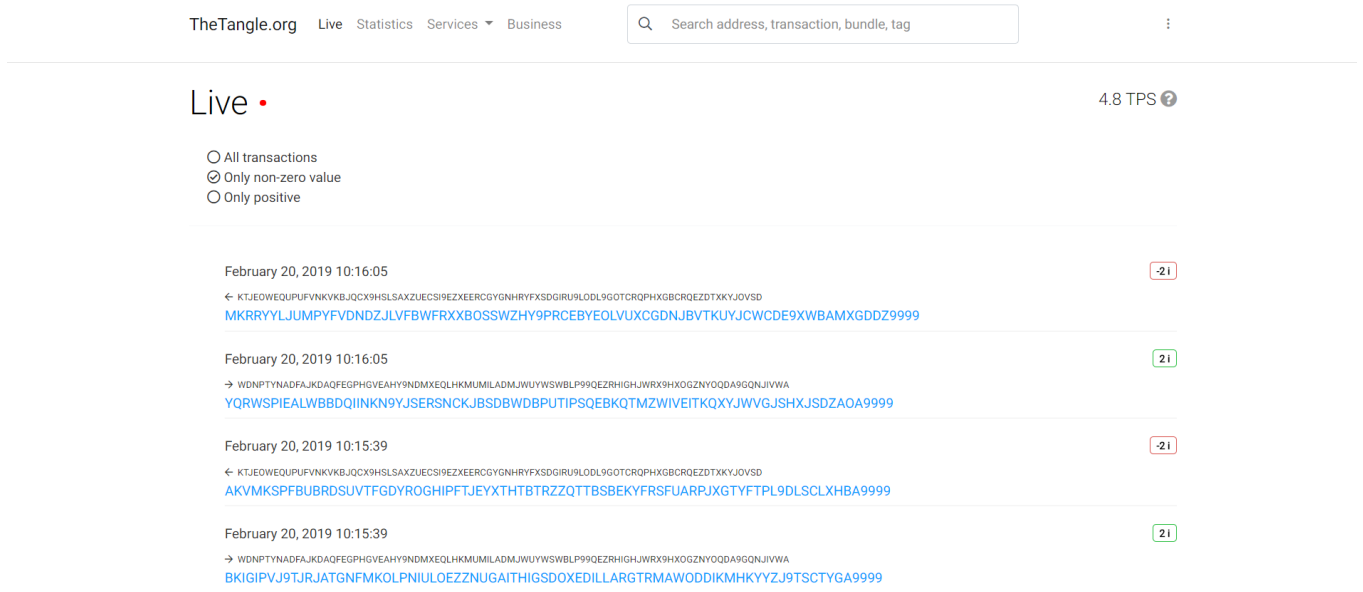 TheTangle.org Live Statistics Services Business Search address, transaction, bundle, tag
Live
4.8 TPS
All transactions
Only non-zero value
Only positive
February 20, 2019 10:16:05
-2 i
← KTJEOWEQUPUFVNKVKBJQCX9HSLSAXZUECSI9EZXEERCGYGNHRYFXSDGIRU9LODL9GOTCRQPHXGBCRQEZDTXKYJOVSD
MKRRYYLJUMPYFVDNDZJLVFBWFRXXBOSSWZHY9PRCEBYEOLVUXCGDNJBVTKUYJCWCDE9XWBAMXGDDZ9999
February 20, 2019 10:16:05
2 i
→ WDNPTYNADFAJKDAQFEGPHGVEAHY9NDMXEQLHKMUMILADMJWUYWSWBLP99QEZRHIGHJWRX9HXOGZNYOQDA9GQNJIVWA
YQRWSPIEALWBBDQIINKN9YJSERSNCKJBSDBWDBPUTIPSQEBKQTMZWIVEITKQXYJWVGJSHXJSDZAOA9999
February 20, 2019 10:15:39
-2 i
← KTJEOWEQUPUFVNKVKBJQCX9HSLSAXZUECSI9EZXEERCGYGNHRYFXSDGIRU9LODL9GOTCRQPHXGBCRQEZDTXKYJOVSD
AKVMKSPFBUBRDSUVTFGDYROGHIPFTJEYXTHTBTRZZQTTBSBEKYFRSFUARPJXGTYFTPL9DLSCLXHBA9999
February 20, 2019 10:15:39
2 i
→ WDNPTYNADFAJKDAQFEGPHGVEAHY9NDMXEQLHKMUMILADMJWUYWSWBLP99QEZRHIGHJWRX9HXOGZNYOQDA9GQNJIVWA
BKIGIPVJ9TJRJATGNFMKOLPNIULOEZZNUGAITHIGSDOXEDILLARGTRMAWODDIKMHKYYZJ9TSCTYGA9999